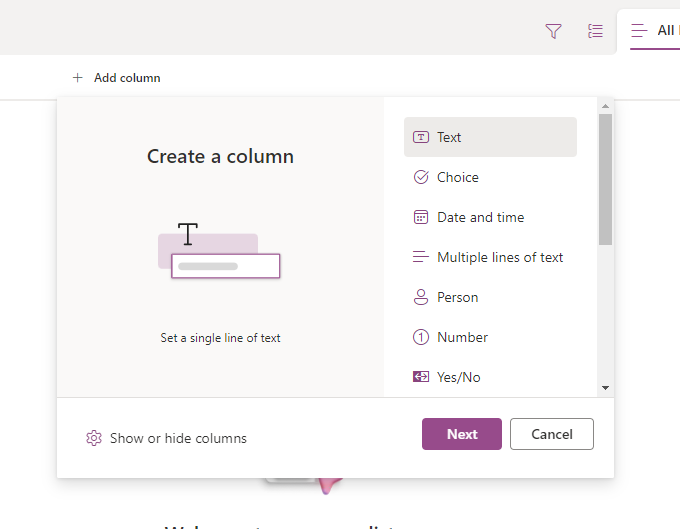 All
Add column
Create a column
Set a single line of text
Text
Choice
Date and time
Multiple lines of text
Person
Number
Yes/No
Show or hide columns
Next
Cancel